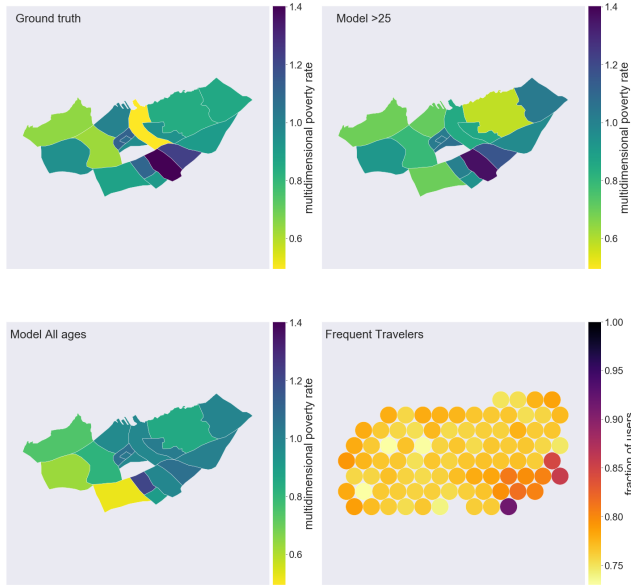 Ground truth
1.4
1.2
1.0
0.8
0.6
multidimensional poverty rate
Model >25
1.4
1.2
1.0
0.8
0.6
multidimensional poverty rate
Model All ages
1.4
1.2
1.0
0.8
0.6
multidimensional poverty rate
Frequent Travelers
1.00
0.95
0.90
0.85
0.80
0.75
fraction of users